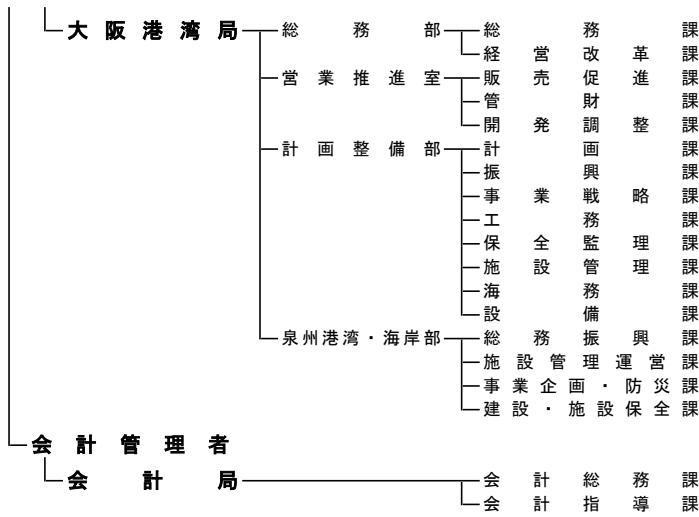 大阪港湾局 総務部 総務課
経営改革課
営業推進室 販売促進課
管財課
開発調整課
計画整備部 計画課
振興課
事業戦略課
工務課
保全監理課
施設管理課
海務課
設備課
泉州港湾・海岸部 総務振興課
施設管理運営課
事業企画・防災課
建設・施設保全課
会計管理者
会計局 会計総務課
会計指導課